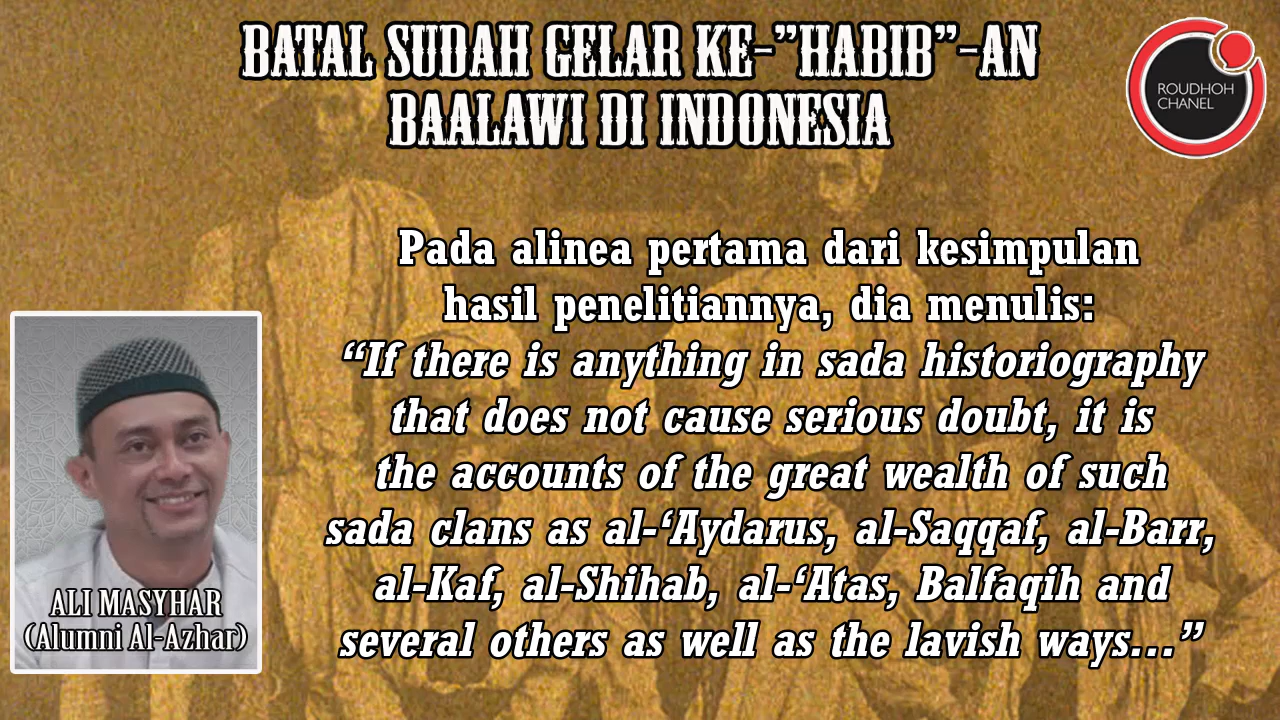 BATAL SUDAH GELAR KE-"HABIB"-AN
BAALAWI DI INDONESIA
ROUDHOH
CHANEL
Pada alinea pertama dari kesimpulan
hasil penelitiannya, dia menulis:
“If there is anything in sada historiography
that does not cause serious doubt, it is
the accounts of the great wealth of such
sada clans as al-‘Aydarus, al-Saqqaf, al-Barr,
al-Kaf, al-Shihab, al-‘Atas, Balfaqih and
several others as well as the lavish ways...”
ALI MASYHAR
(Alumni Al-Azhar)